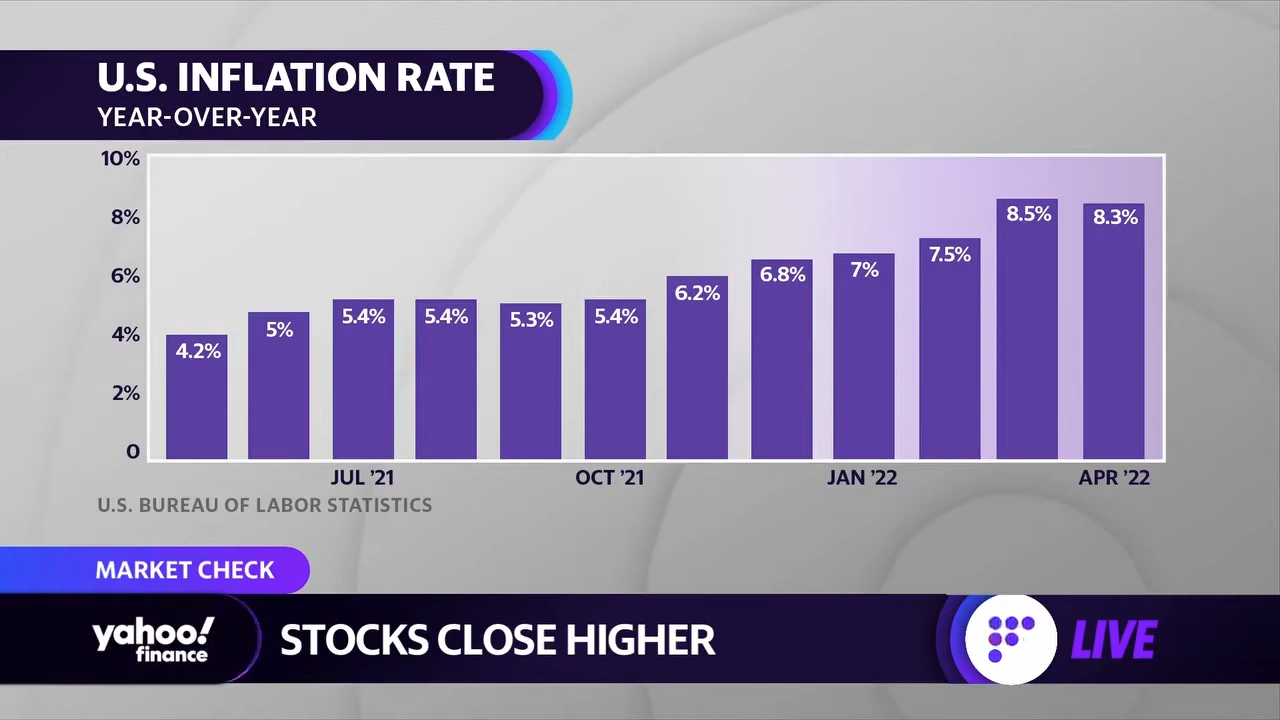 U.S. INFLATION RATE
YEAR-OVER-YEAR
10%
8%
6%
4%
2%
0
4.2%
5%
5.4%
5.4%
5.3%
5.4%
6.2%
6.8%
7%
7.5%
8.5%
8.3%
JUL ’21
OCT ’21
JAN ’22
APR ’22
U.S. BUREAU OF LABOR STATISTICS
MARKET CHECK
yahoo!
finance
STOCKS CLOSE HIGHER
LIVE